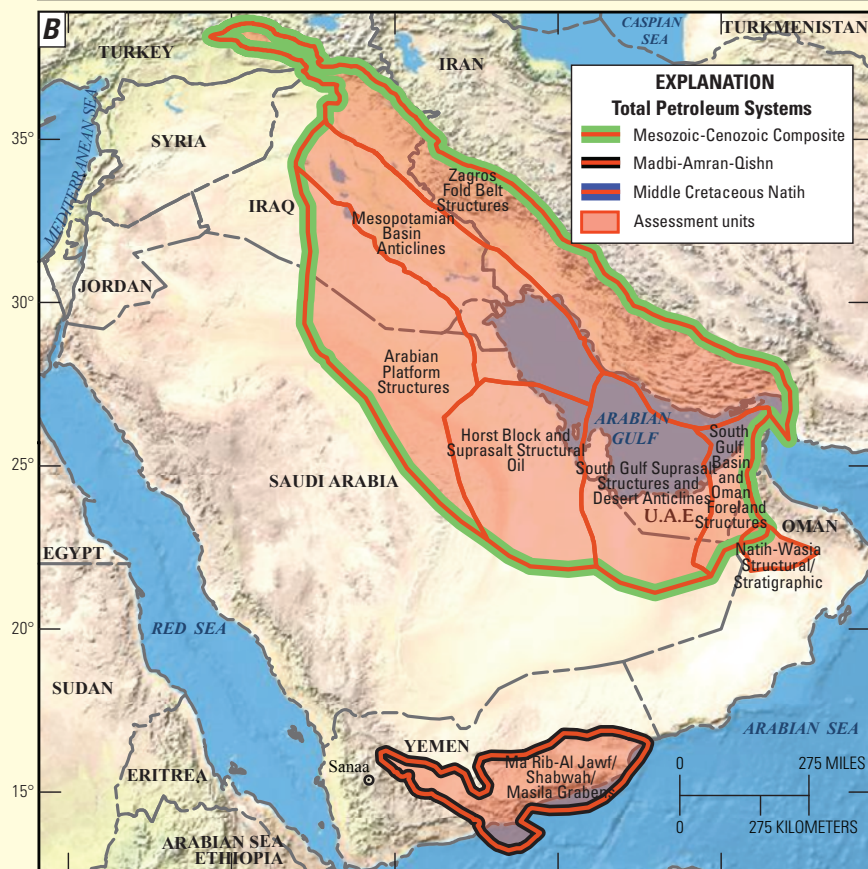 B
CASPIAN
SEA
TURKMENISTAN
TURKEY
IRAN
EXPLANATION
Total Petroleum Systems
Mesozoic-Cenozoic Composite
Madbi-Amran-Qishn
Middle Cretaceous Natih
Assessment units
MEDITERRANEAN SEA
35°
SYRIA
Zagros
Fold Belt
Structures
IRAQ
Mesopotamian
Basin
Anticlines
JORDAN
30°
Arabian
Platform
Structures
ARABIAN
GULF
Horst Block and
Suprasalt Structural
Oil
South
Gulf
Basin
and
Oman
Foreland
Structures
25°
SAUDI ARABIA
South Gulf Suprasalt
Structures and
Desert Anticlines
U.A.E.
OMAN
EGYPT
Natih-Wasia
Structural/
Stratigraphic
20°
RED SEA
SUDAN
ARABIAN SEA
YEMEN
Sanaa
Ma Rib-Al Jawf/
Shabwah/
Masila Grabens
0 275 MILES
ERITREA
15°
0 275 KILOMETERS
ARABIAN SEA
ETHIOPIA